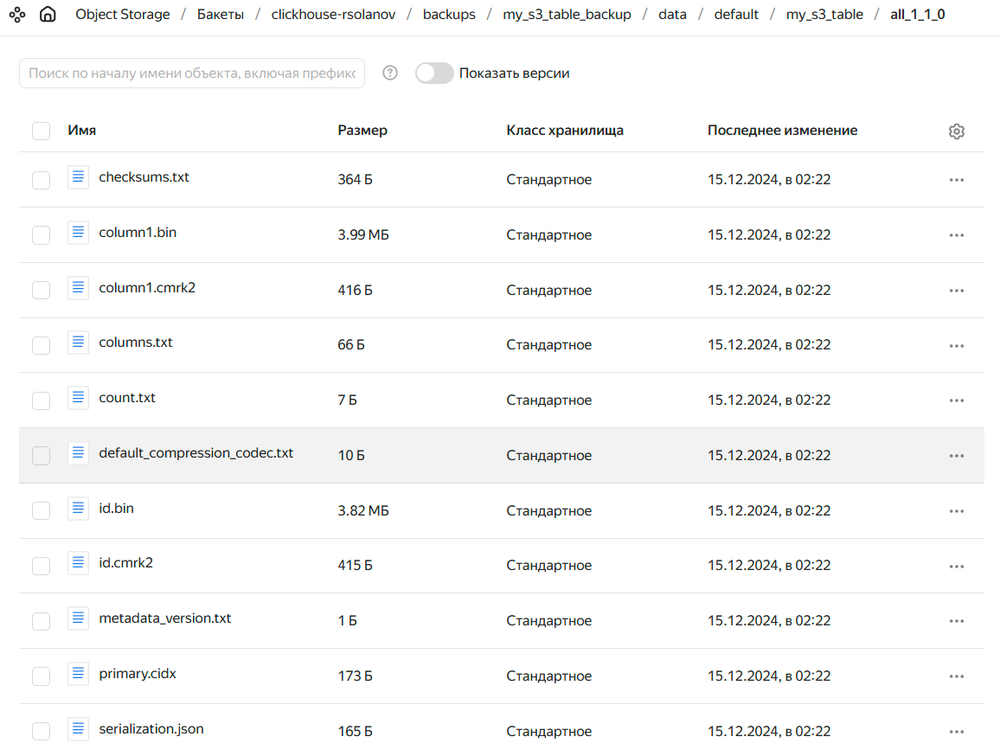 Object Storage / Бакеты / clickhouse-rsolanov / backups / my_s3_table_backup / data / default / my_s3_table / all_1_1_0
Поиск по началу имени объекта, включая префикс ? Показать версии
Имя Размер Класс хранилища Последнее изменение
checksums.txt 364 Б Стандартное 15.12.2024, в 02:22
column1.bin 3.99 МБ Стандартное 15.12.2024, в 02:22
column1.cmrk2 416 Б Стандартное 15.12.2024, в 02:22
columns.txt 66 Б Стандартное 15.12.2024, в 02:22
count.txt 7 Б Стандартное 15.12.2024, в 02:22
default_compression_codec.txt 10 Б Стандартное 15.12.2024, в 02:22
id.bin 3.82 МБ Стандартное 15.12.2024, в 02:22
id.cmrk2 415 Б Стандартное 15.12.2024, в 02:22
metadata_version.txt 1 Б Стандартное 15.12.2024, в 02:22
primary.cidx 173 Б Стандартное 15.12.2024, в 02:22
serialization.json 165 Б Стандартное 15.12.2024, в 02:22